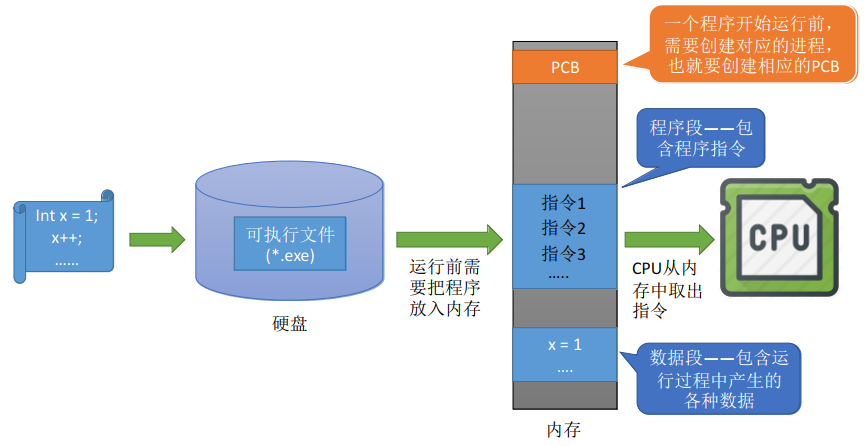 Int x = 1;
x++;
……
可执行文件
(*.exe)
硬盘
运行前需
要把程序
放入内存
PCB
指令1
指令2
指令3
…..
x = 1
….
内存
一个程序开始运行前，
需要创建对应的进程，
也就要创建相应的PCB
程序段——包
含程序指令
CPU从内
存中取出
指令
CPU
数据段——包含运
行过程中产生的
各种数据